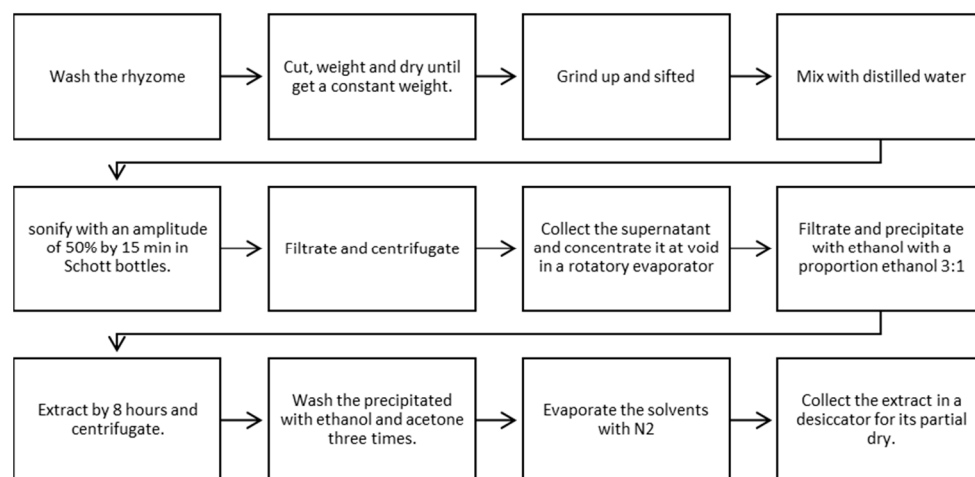 Wash the rhyzome
Cut, weight and dry until
get a constant weight.
Grind up and sifted
Mix with distilled water
sonify with an amplitude
of 50% by 15 min in
Schott bottles.
Filtrate and centrifugate
Collect the supernatant
and concentrate it at void
in a rotatory evaporator
Filtrate and precipitate
with ethanol with a
proportion ethanol 3:1
Extract by 8 hours and
centrifugate.
Wash the precipitated
with ethanol and acetone
three times.
Evaporate the solvents
with N2
Collect the extract in a
desiccator for its partial
dry.